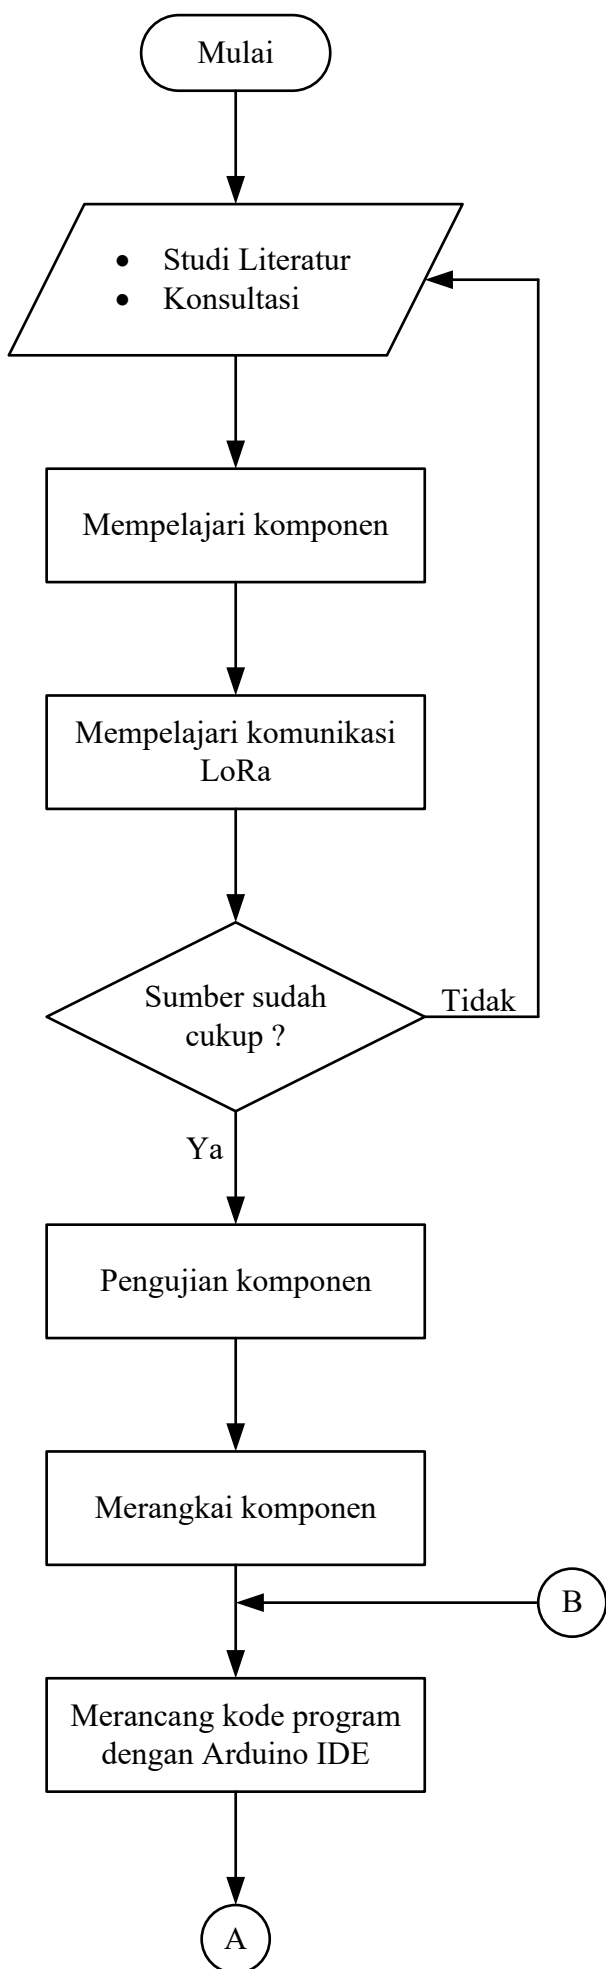 Mulai
• Studi Literatur
• Konsultasi
Mempelajari komponen
Mempelajari komunikasi
LoRa
Sumber sudah
cukup ?
Tidak
Ya
Pengujian komponen
Merangkai komponen
B
Merancang kode program
dengan Arduino IDE
A